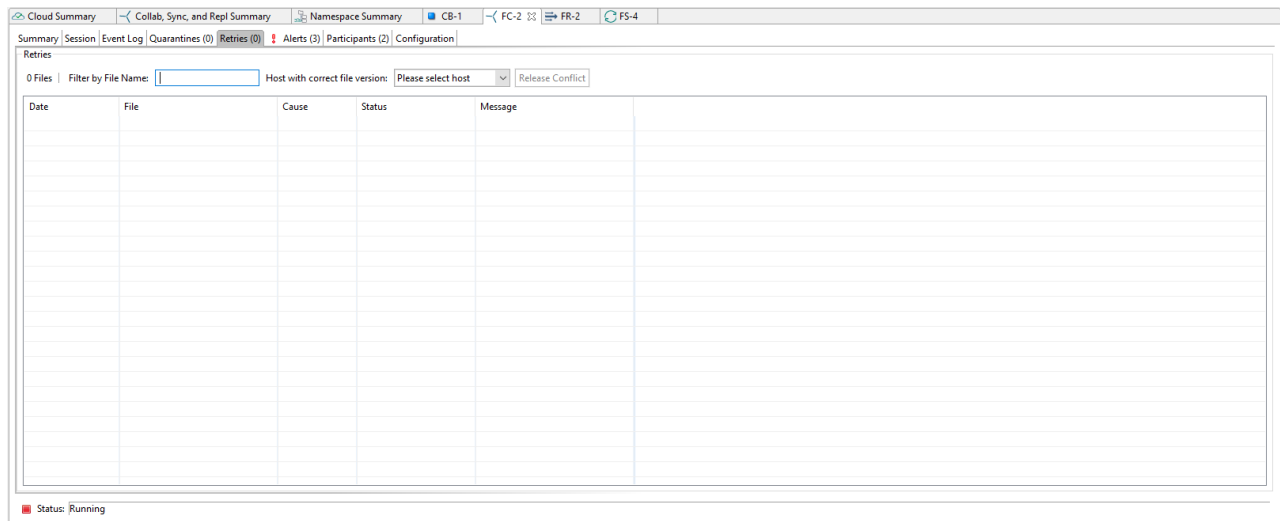 Cloud Summary Collab, Sync, and Repl Summary Namespace Summary CB-1 FC-2 FR-2 FS-4
Summary Session Event Log Quarantines (0) Retries (0) Alerts (3) Participants (2) Configuration
Retries
0 Files Filter by File Name: Host with correct file version: Please select host Release Conflict
Date File Cause Status Message
Status: Running